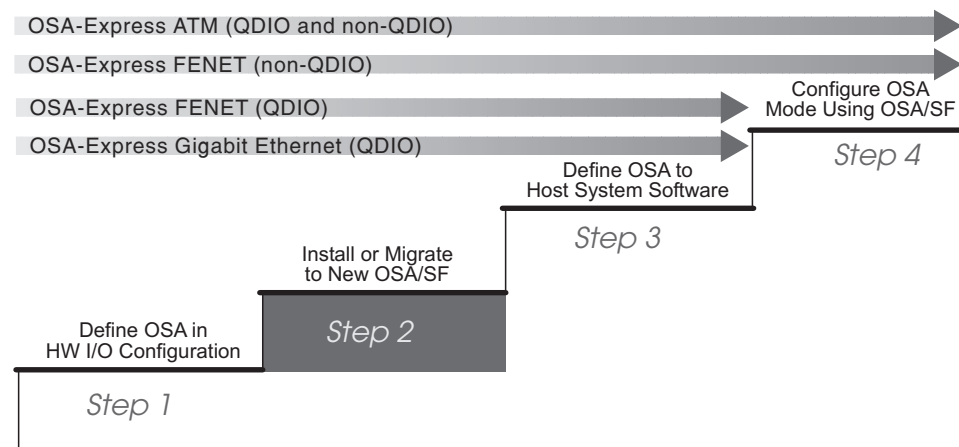 OSA-Express ATM (QDIO and non-QDIO)
OSA-Express FENET (non-QDIO)
OSA-Express FENET (QDIO)
OSA-Express Gigabit Ethernet (QDIO)
Configure OSA
Mode Using OSA/SF
Step 4
Define OSA to
Host System Software
Step 3
Install or Migrate
to New OSA/SF
Step 2
Define OSA in
HW I/O Configuration
Step 1